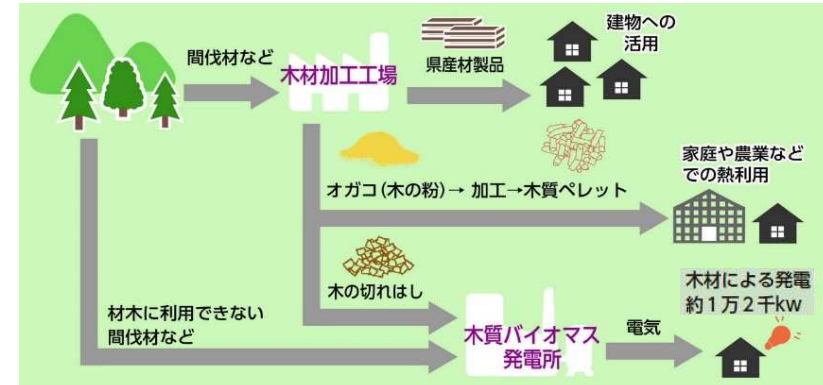 間伐材など
木材加工工場
県産材製品
建物への
活用
オガコ（木の粉）→ 加工→木質ペレット
家庭や農業など
での熱利用
木の切れはし
材木に利用できない
間伐材など
木質バイオマス
発電所
電気
木材による発電
約1万2千kw